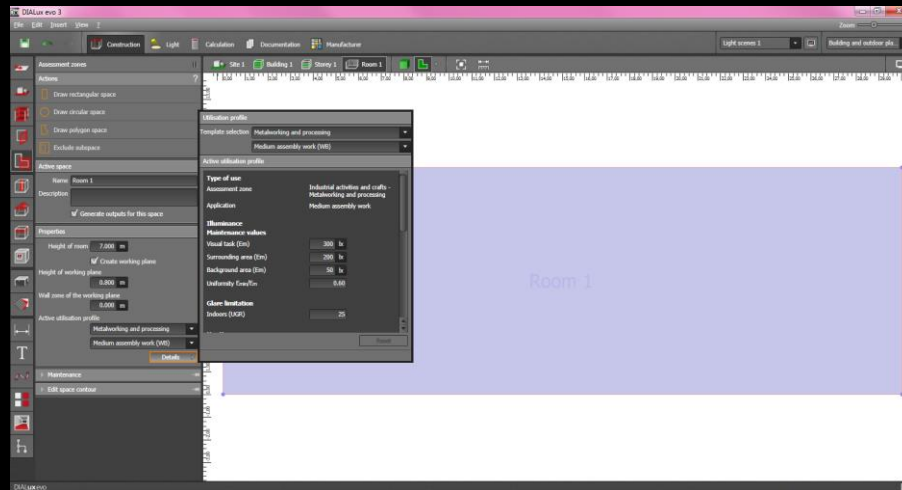 DIALux evo 3
File Edit Insert View ?
Zoom
Construction Light Calculation Documentation Manufacture
Light scenes 1 Building and outdoor pla...
Assessment zones
Site 1 Building 1 Storey 1 Room 1
Actions ?
Draw rectangular space
Draw circular space
Draw polygon space
Exclude subspace
Active space
Name Room 1
Description
Generate outputs for this space
Properties
Height of room 7.000 m
Create working plane
Height of working plane
0.800 m
Wall zone of the working plane
0.000 m
Active utilisation profile
Metalworking and processing
Medium assembly work (WB)
Details
Maintenance
Edit space contour
Utilisation profile
Template selection Metalworking and processing
Medium assembly work (WB)
Active utilisation profile
Type of use
Assessment zone Industrial activities and crafts -
Metalworking and processing
Application Medium assembly work
Illuminance
Maintenance values
Visual task (Em) 300 lx
Surrounding area (Em) 200 lx
Background area (Em) 50 lx
Uniformity Emin/Em 0.60
Glare limitation
Indoors (UGR) 25
Reset
Room 1
DIALux evo